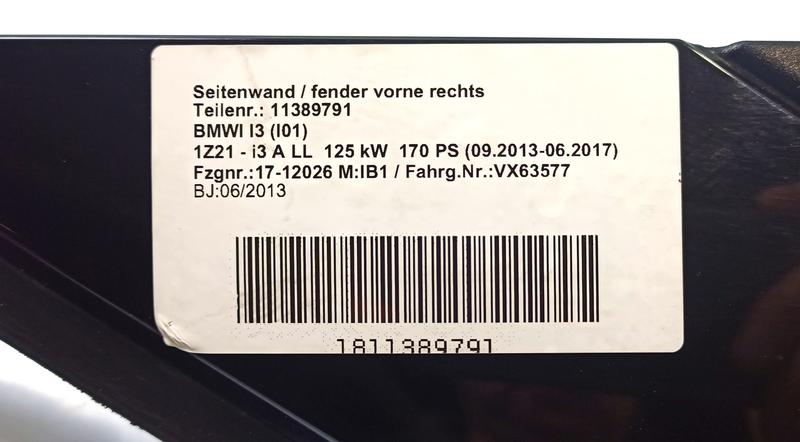 Seitenwand / fender vorne rechts
Teilenr.: 11389791
BMWI I3 (I01)
1Z21 - i3 A LL 125 kW 170 PS (09.2013-06.2017)
Fzgnr.:17-12026 M:IB1 / Fahrg.Nr.:VX63577
BJ:06/2013
1811389791